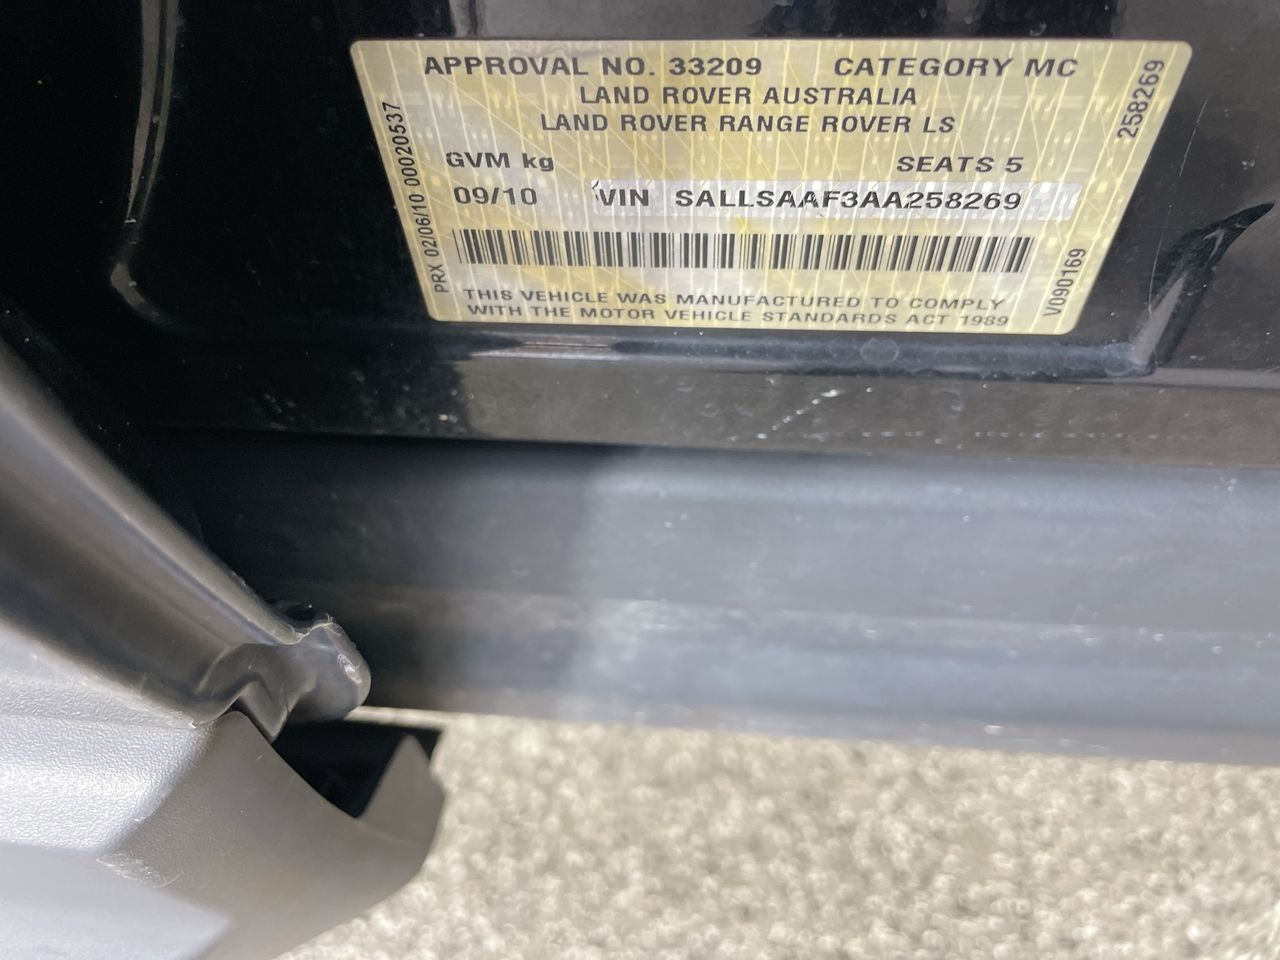 APPROVAL NO. 33209 CATEGORY MC
LAND ROVER AUSTRALIA
LAND ROVER RANGE ROVER LS
GVM kg SEATS 5
09/10 VIN SALLSAAF3AA258269
THIS VEHICLE WAS MANUFACTURED TO COMPLY
WITH THE MOTOR VEHICLE STANDARDS ACT 1989
PRX 02/06/10 00020537
258269
V090169